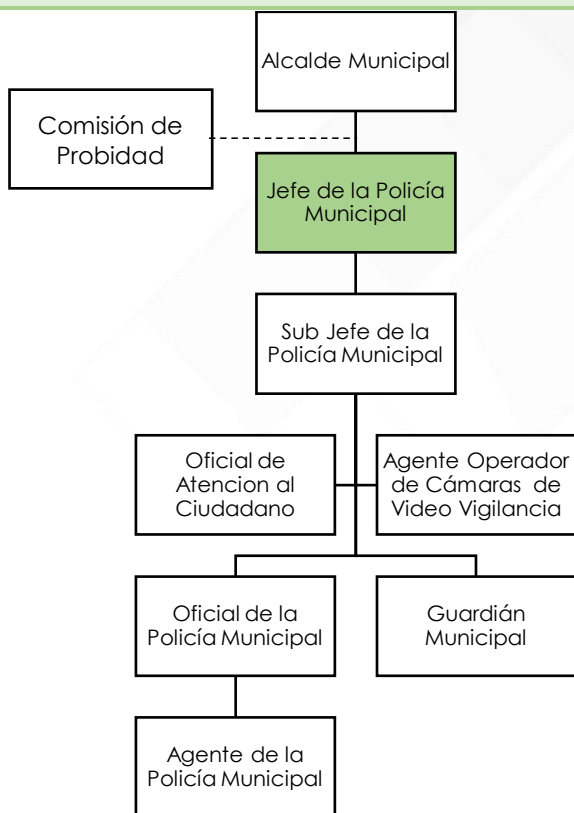 Alcalde Municipal
Comisión de
Probidad
Jefe de la Policía
Municipal
Sub Jefe de la
Policía Municipal
Oficial de
Atencion al
Ciudadano
Agente Operador
de Cámaras de
Video Vigilancia
Oficial de la
Policía Municipal
Guardián
Municipal
Agente de la
Policía Municipal